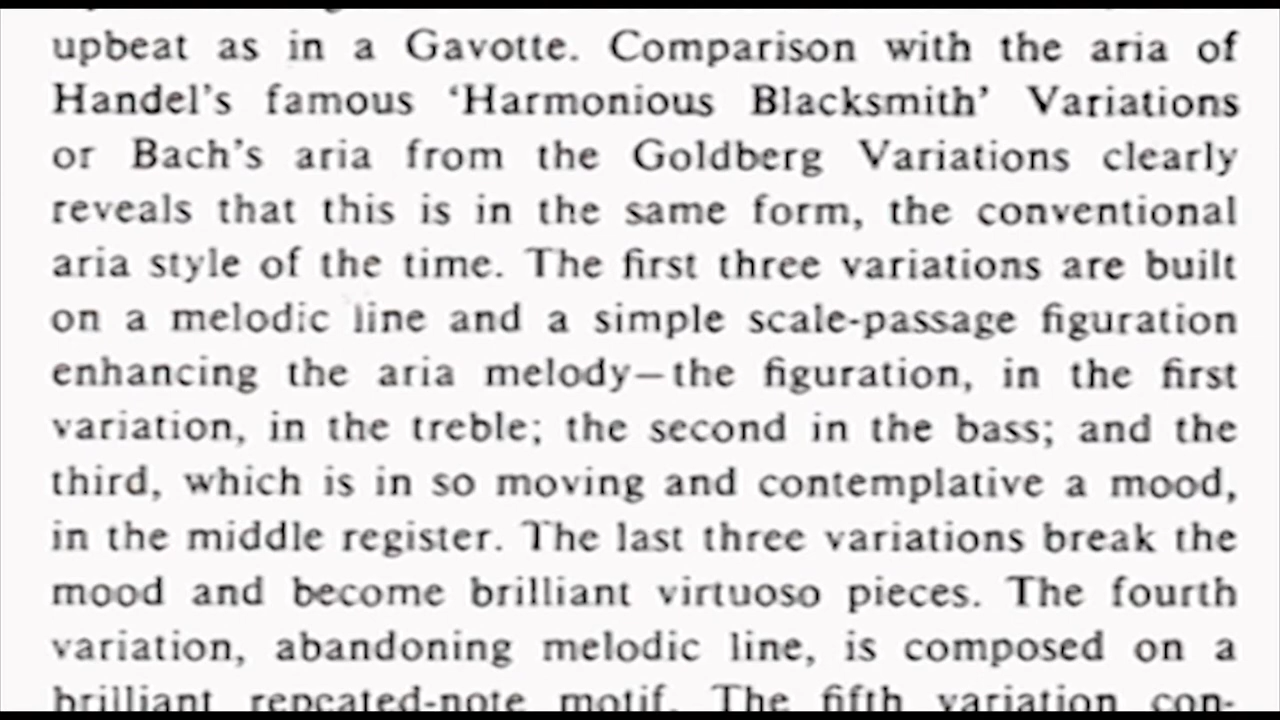 upbeat as in a Gavotte. Comparison with the aria of
Handel's famous ‘Harmonious Blacksmith’ Variations
or Bach's aria from the Goldberg Variations clearly
reveals that this is in the same form, the conventional
aria style of the time. The first three variations are built
on a melodic line and a simple scale-passage figuration
enhancing the aria melody—the figuration, in the first
variation, in the treble; the second in the bass; and the
third, which is in so moving and contemplative a mood,
in the middle register. The last three variations break the
mood and become brilliant virtuoso pieces. The fourth
variation, abandoning melodic line, is composed on a
brilliant repeated-note motif. The fifth variation con-